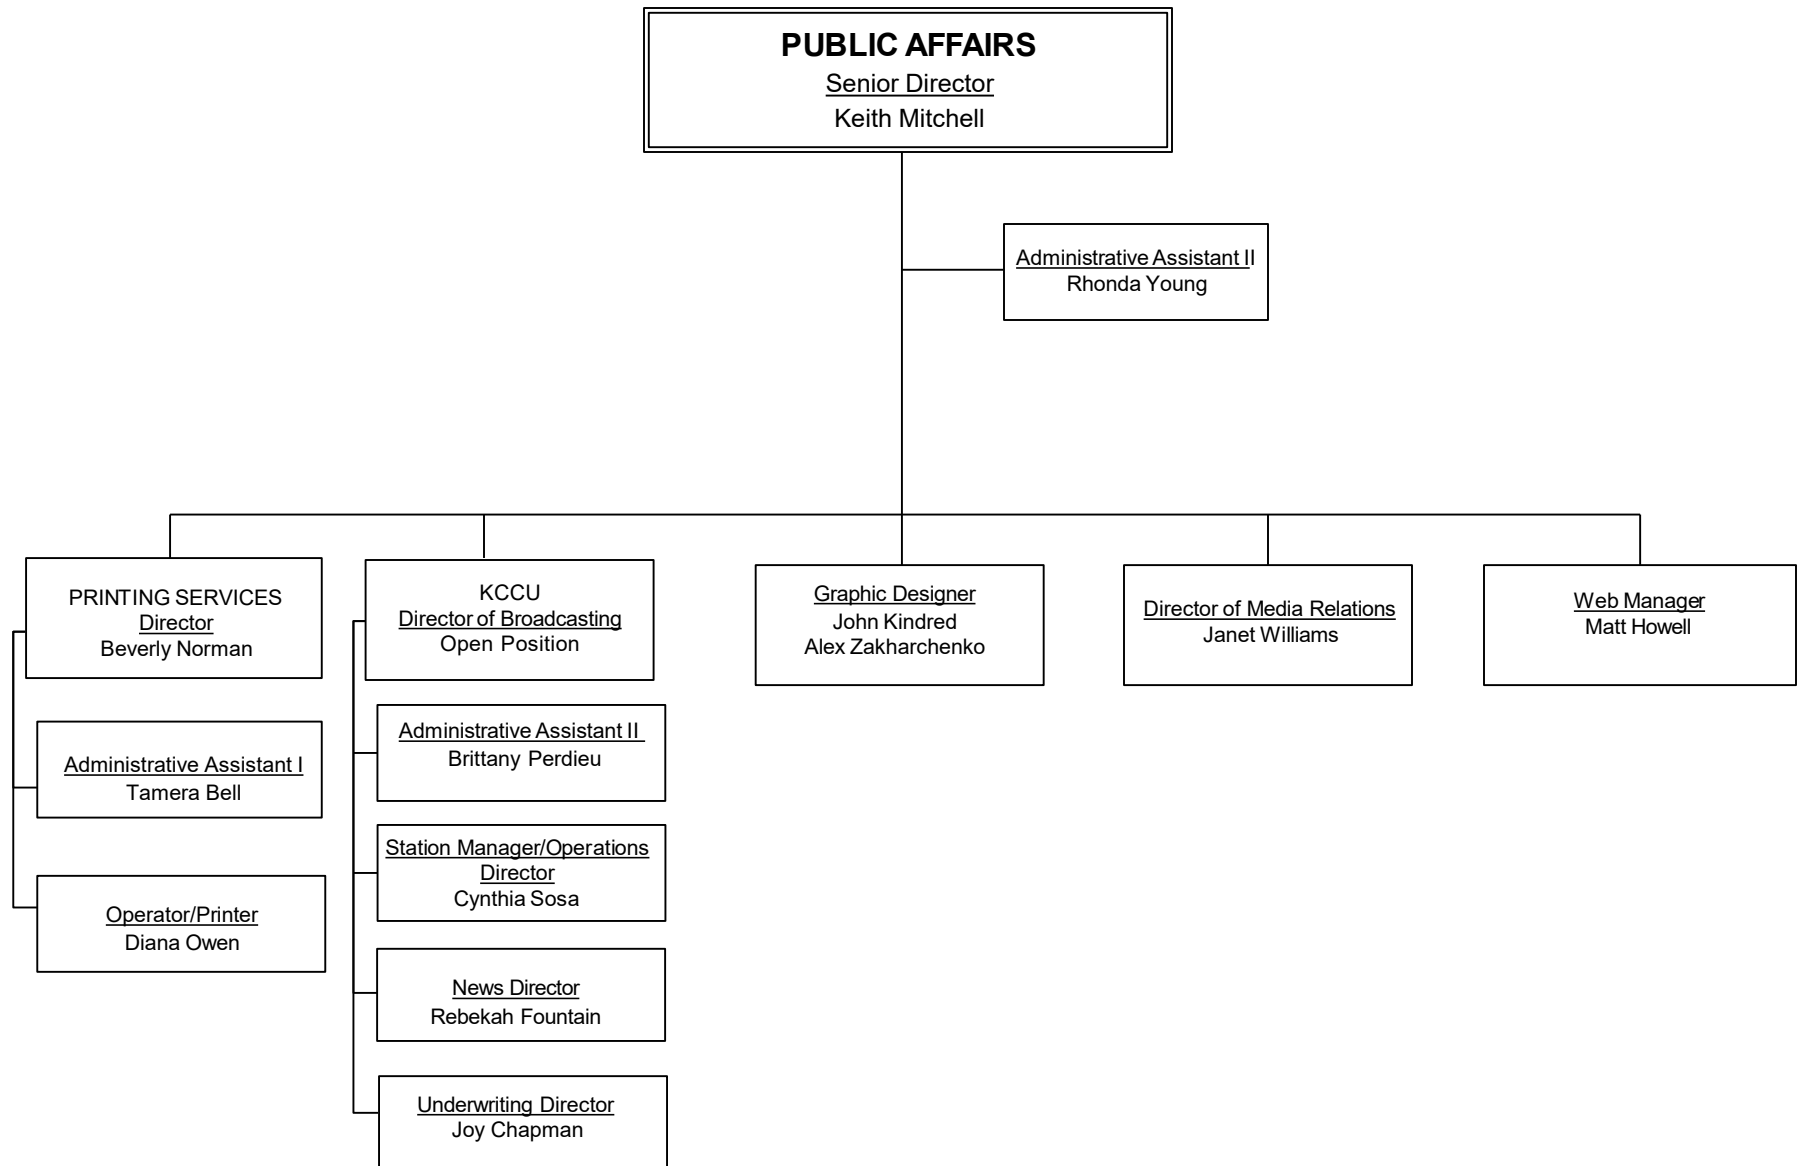 PUBLIC AFFAIRS
Senior Director
Keith Mitchell
Administrative Assistant II
Rhonda Young
PRINTING SERVICES
Director
Beverly Norman
Administrative Assistant I
Tamera Bell
Operator/Printer
Diana Owen
KCCU
Director of Broadcasting
Open Position
Administrative Assistant II
Brittany Perdieu
Station Manager/Operations
Director
Cynthia Sosa
News Director
Rebekah Fountain
Underwriting Director
Joy Chapman
Graphic Designer
John Kindred
Alex Zakharchenko
Director of Media Relations
Janet Williams
Web Manager
Matt Howell